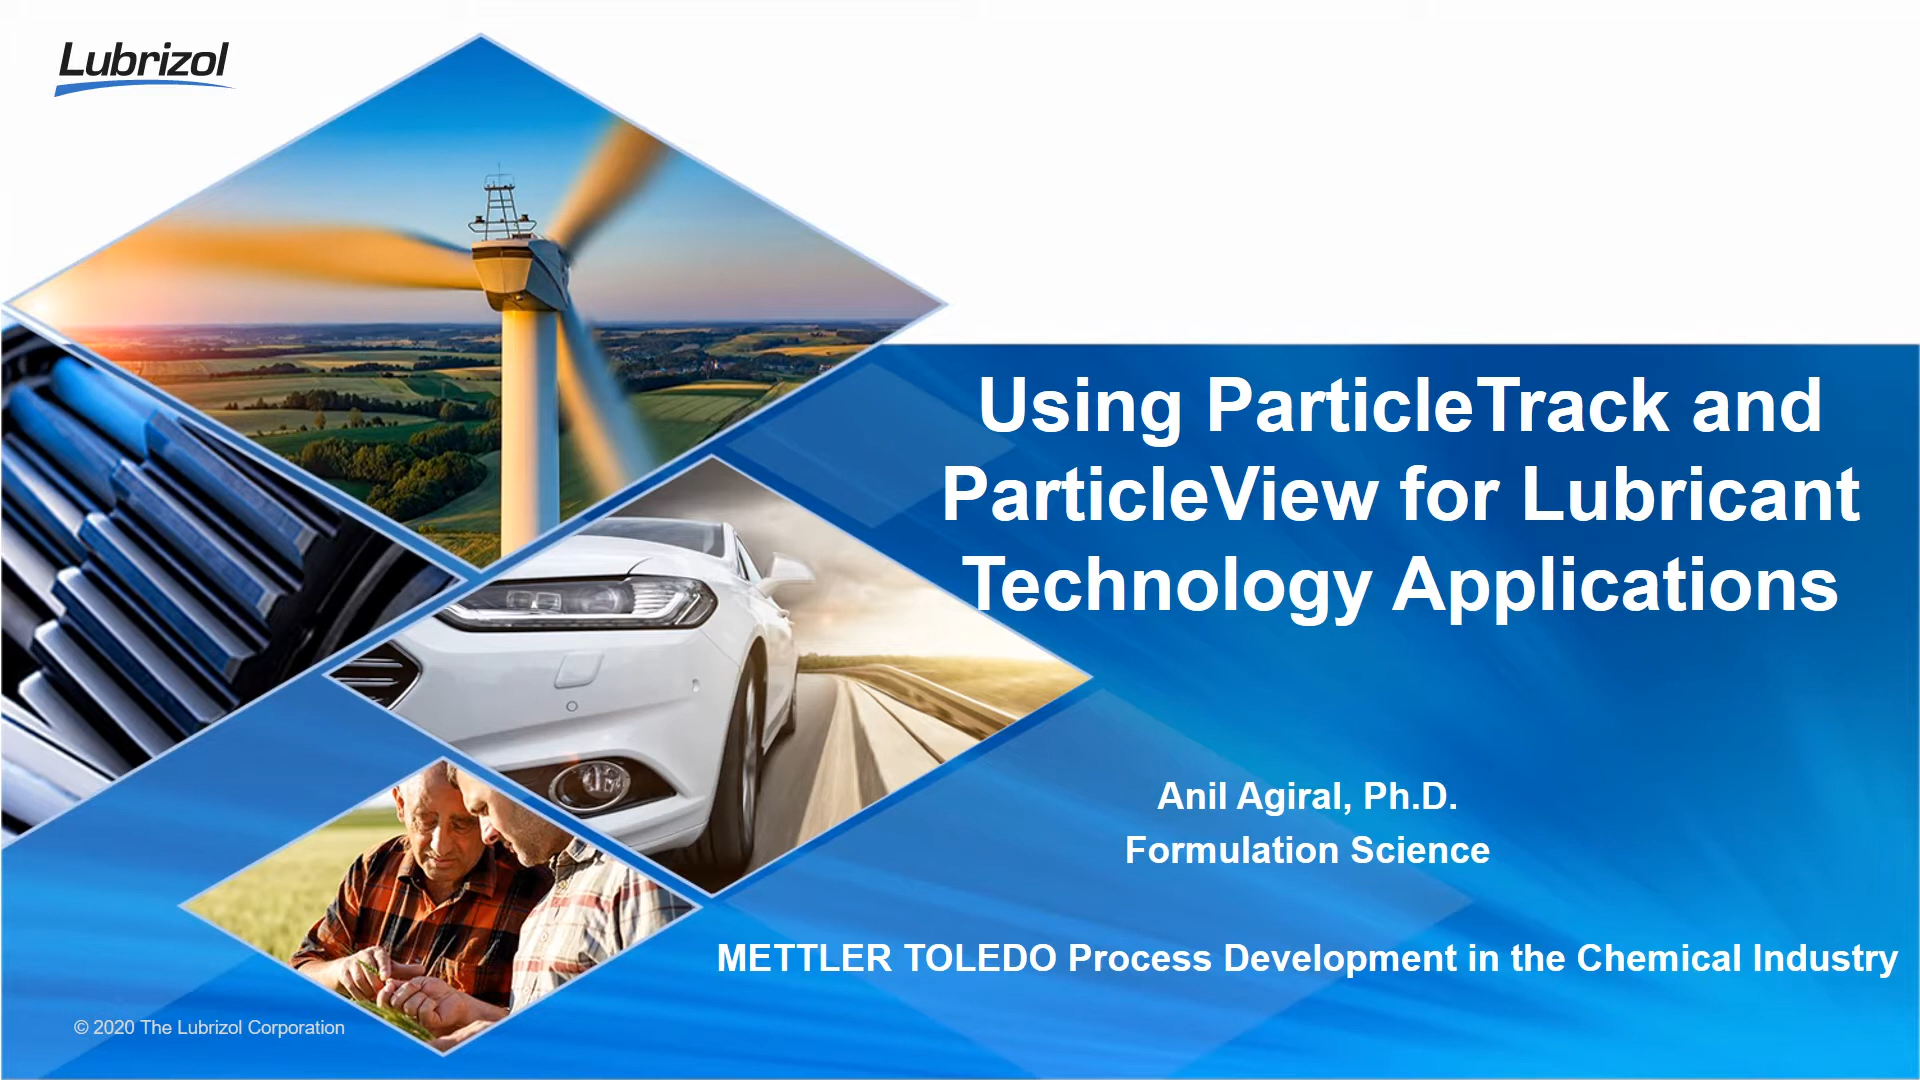 Lubrizol
Using ParticleTrack and
ParticleView for Lubricant
Technology Applications
Anil Agiral, Ph.D.
Formulation Science
METTLER TOLEDO Process Development in the Chemical Industry
© 2020 The Lubrizol Corporation